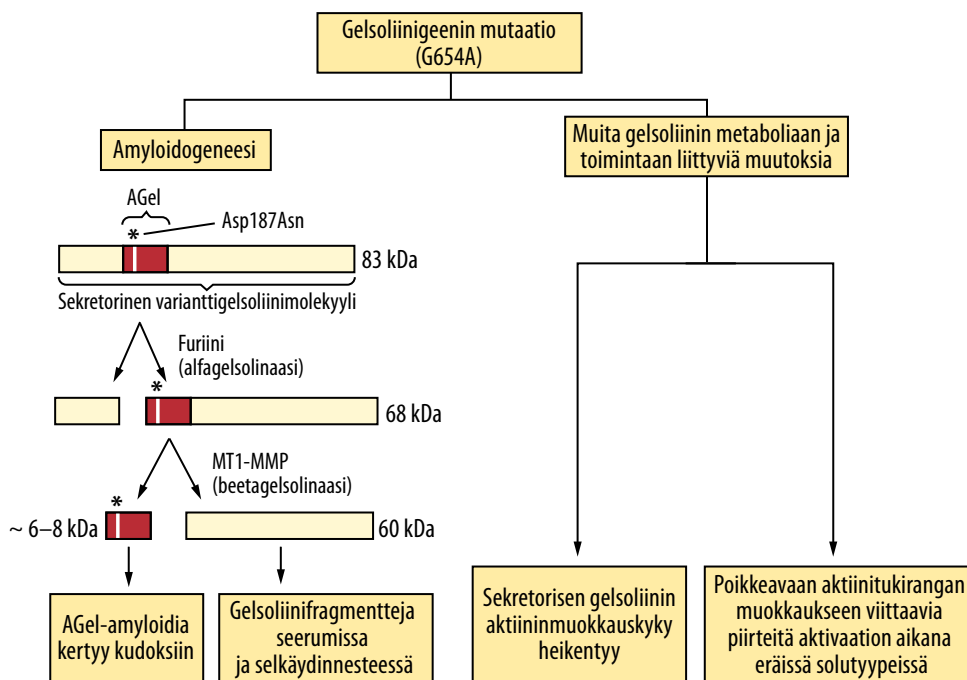 Gelsoliinigeenin mutaatio
(G654A)
Amyloidogeneesi
Muita gelsoliinin metaboliaan ja
toimintaan liittyviä muutoksia
AGel
*
Asp187Asn
83 kDa
Sekretorinen varianttigelsoliinimolekyyli
Furiini
(alfagelsolinaasi)
*
68 kDa
MT1-MMP
(beetagelsolinaasi)
*
~ 6–8 kDa
60 kDa
AGel-amyloidia
kertyy kudoksiin
Gelsoliinifragmentteja
seerumissa
ja selkäydinnesteessä
Sekretorisen gelsoliinin
aktiininmuokkauskyky
heikentyy
Poikkeavaan aktiinitukirangan
muokkaukseen viittaavia
piirteitä aktivaation aikana
eräissä solutyypeissä